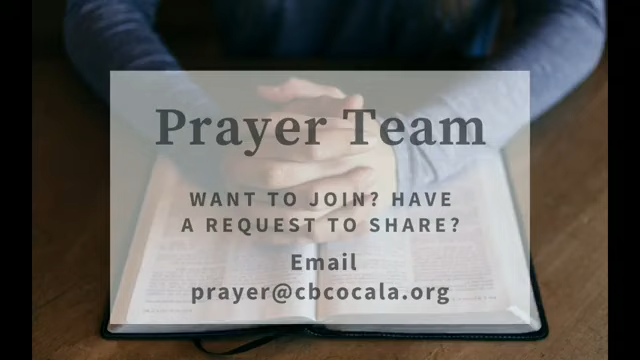 Prayer Team
WANT TO JOIN? HAVE
A REQUEST TO SHARE?
Email
prayer@cbcocala.org